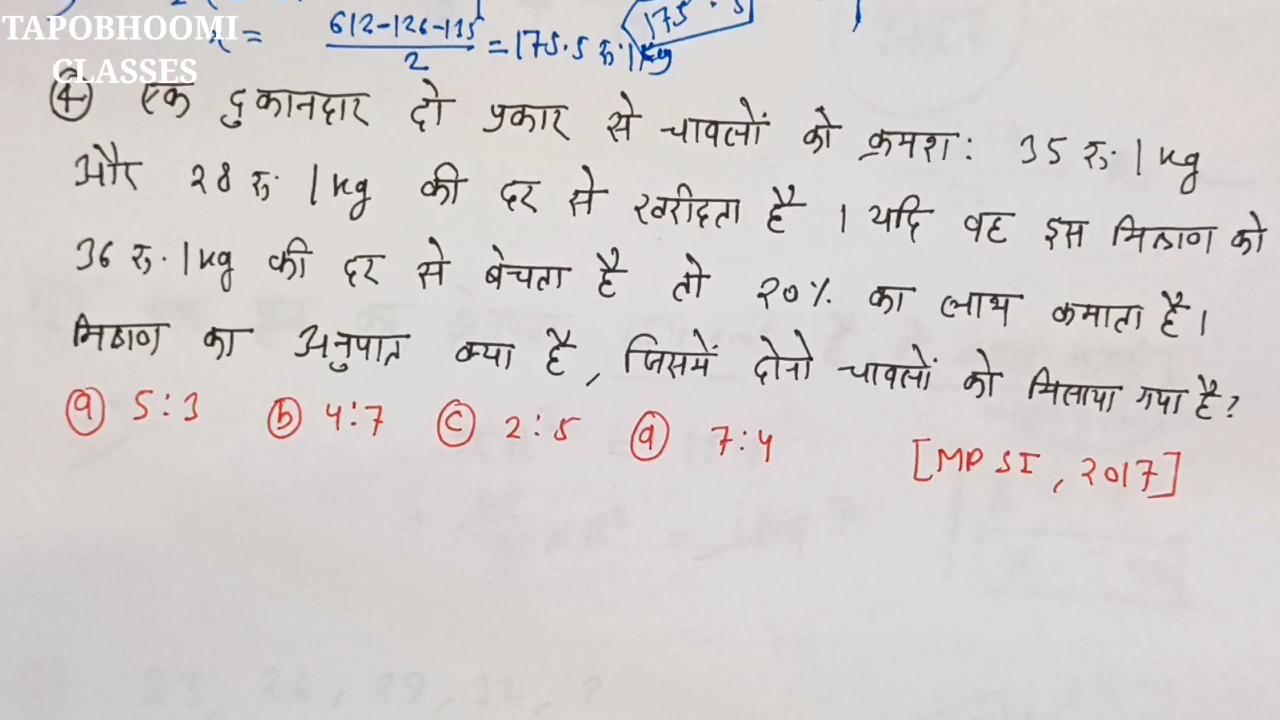 TAPOBHOOMI
CLASSES
x = 612-126-135 / 2 = 175.5 रु.|kg
175.5
④ एक दुकानदार दो प्रकार से चावलों को क्रमश: 35 रु.|kg
और 28 रु.|kg की दर से खरीदता है । यदि वह इस मिश्रण को
36 रु.|kg की दर से बेचता है तो 20% का लाभ कमाता है।
मिश्रण का अनुपात क्या है, जिसमें दोनो चावलों को मिलाया गया है?
ⓐ 5:3 ⓑ 4:7 ⓒ 2:5 ⓓ 7:4 [MP SI, 2017]